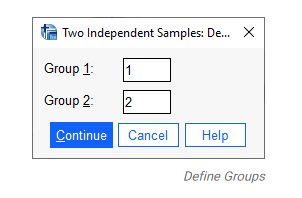 Two Independent Samples: De...
Group 1: 1
Group 2: 2
Continue Cancel Help
Define Groups